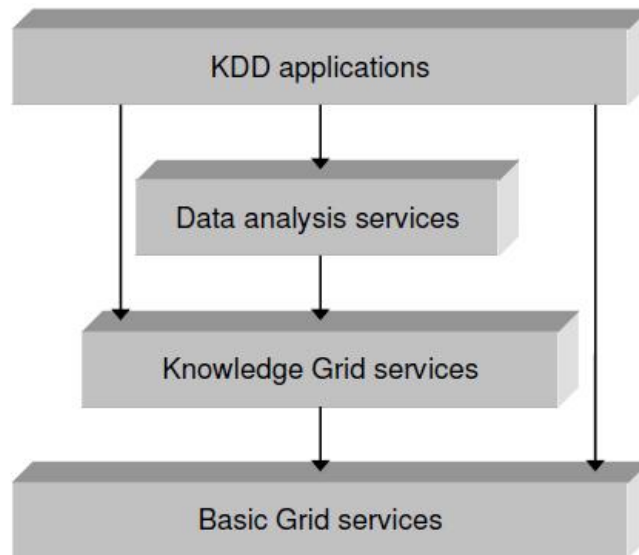 KDD applications
Data analysis services
Knowledge Grid services
Basic Grid services